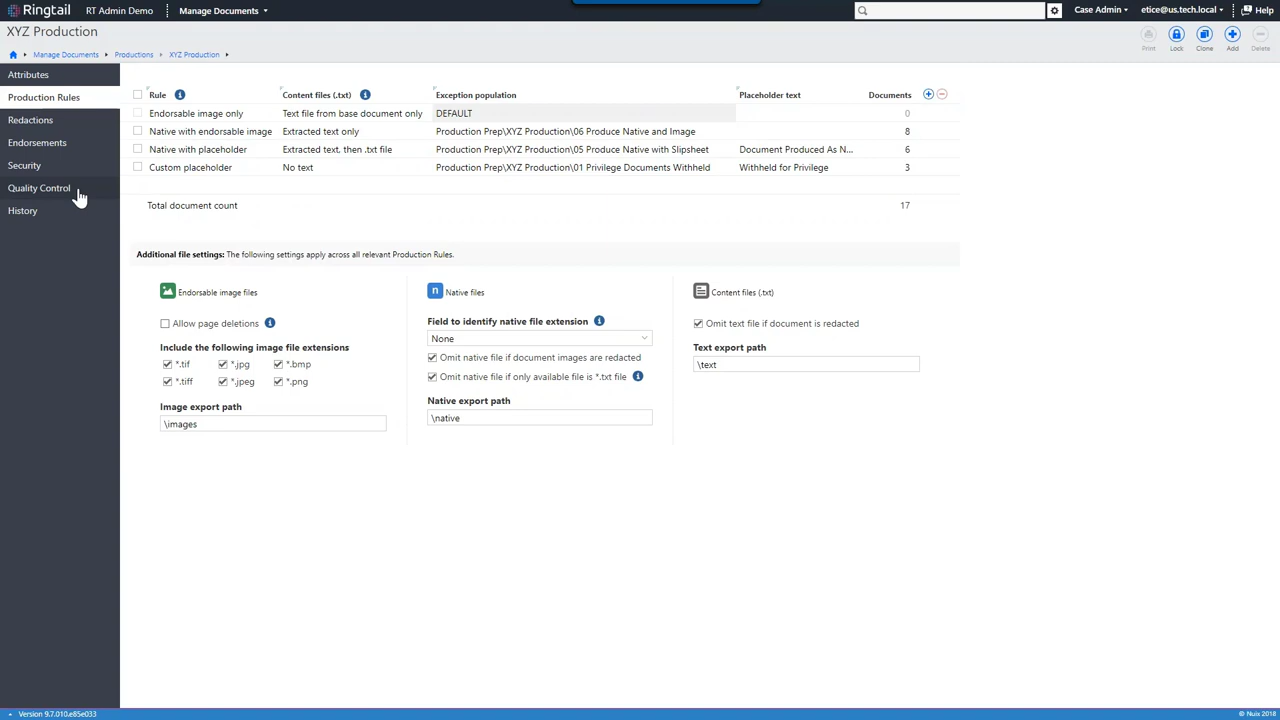 Ringtail RT Admin Demo Manage Documents Case Admin etice@us.tech.local Help
XYZ Production
Manage Documents Productions XYZ Production
Print Lock Clone Add Delete
Attributes
Production Rules
Redactions
Endorsements
Security
Quality Control
History
Rule Content files (.txt) Exception population Placeholder text Documents
Endorsable image only Text file from base document only DEFAULT 0
Native with endorsable image Extracted text only Production Prep\XYZ Production\06 Produce Native and Image 8
Native with placeholder Extracted text, then .txt file Production Prep\XYZ Production\05 Produce Native with Slipsheet Document Produced As N... 6
Custom placeholder No text Production Prep\XYZ Production\01 Privilege Documents Withheld Withheld for Privilege 3
Total document count 17
Additional file settings: The following settings apply across all relevant Production Rules.
Endorsable image files
Allow page deletions
Include the following image file extensions
*.tif *.jpg *.bmp
*.tiff *.jpeg *.png
Image export path
\images
n Native files
Field to identify native file extension
None
Omit native file if document images are redacted
Omit native file if only available file is *.txt file
Native export path
\native
Content files (.txt)
Omit text file if document is redacted
Text export path
\text
Version 9.7.010.e85e033 © Nuix 2018